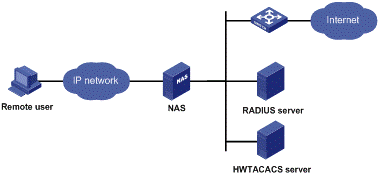 Internet
IP network
NAS
Remote user
NAS
RADIUS server
HWTACACS server